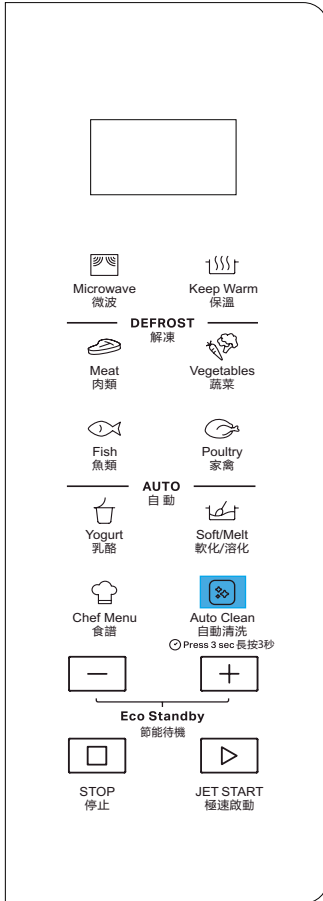 Microwave
微波
Keep Warm
保溫
DEFROST
解凍
Meat
肉類
Vegetables
蔬菜
Fish
魚類
Poultry
家禽
AUTO
自動
Yogurt
乳酪
Soft/Melt
軟化/溶化
Chef Menu
食譜
Auto Clean
自動清洗
Press 3 sec 長按3秒
Eco Standby
節能待機
STOP
停止
JET START
極速啟動